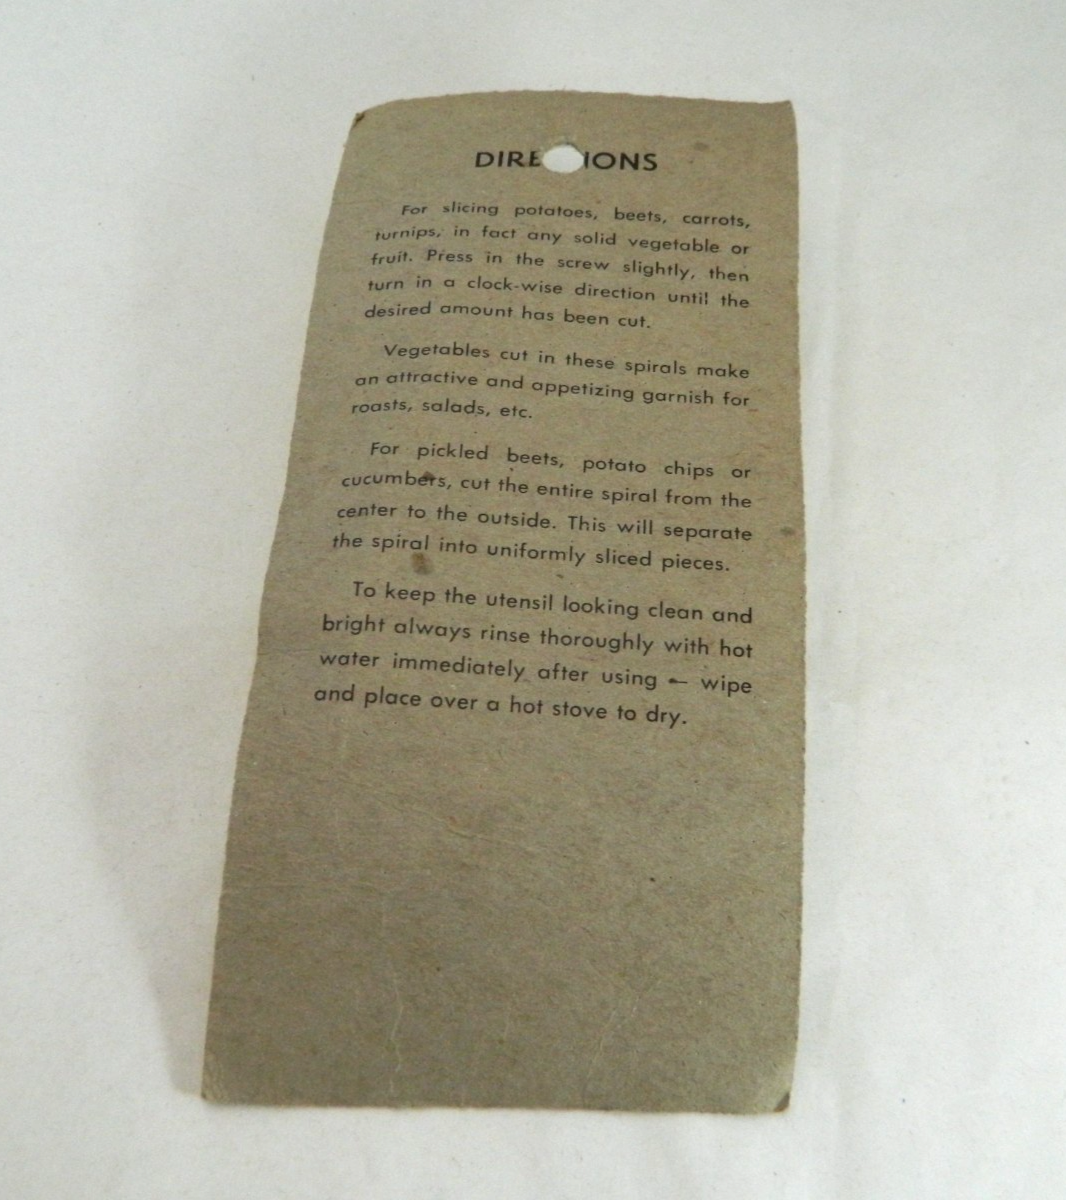 DIRECTIONS
For slicing potatoes, beets, carrots,
turnips, in fact any solid vegetable or
fruit. Press in the screw slightly, then
turn in a clock-wise direction until the
desired amount has been cut.
Vegetables cut in these spirals make
an attractive and appetizing garnish for
roasts, salads, etc.
For pickled beets, potato chips or
cucumbers, cut the entire spiral from the
center to the outside. This will separate
the spiral into uniformly sliced pieces.
To keep the utensil looking clean and
bright always rinse thoroughly with hot
water immediately after using — wipe
and place over a hot stove to dry.